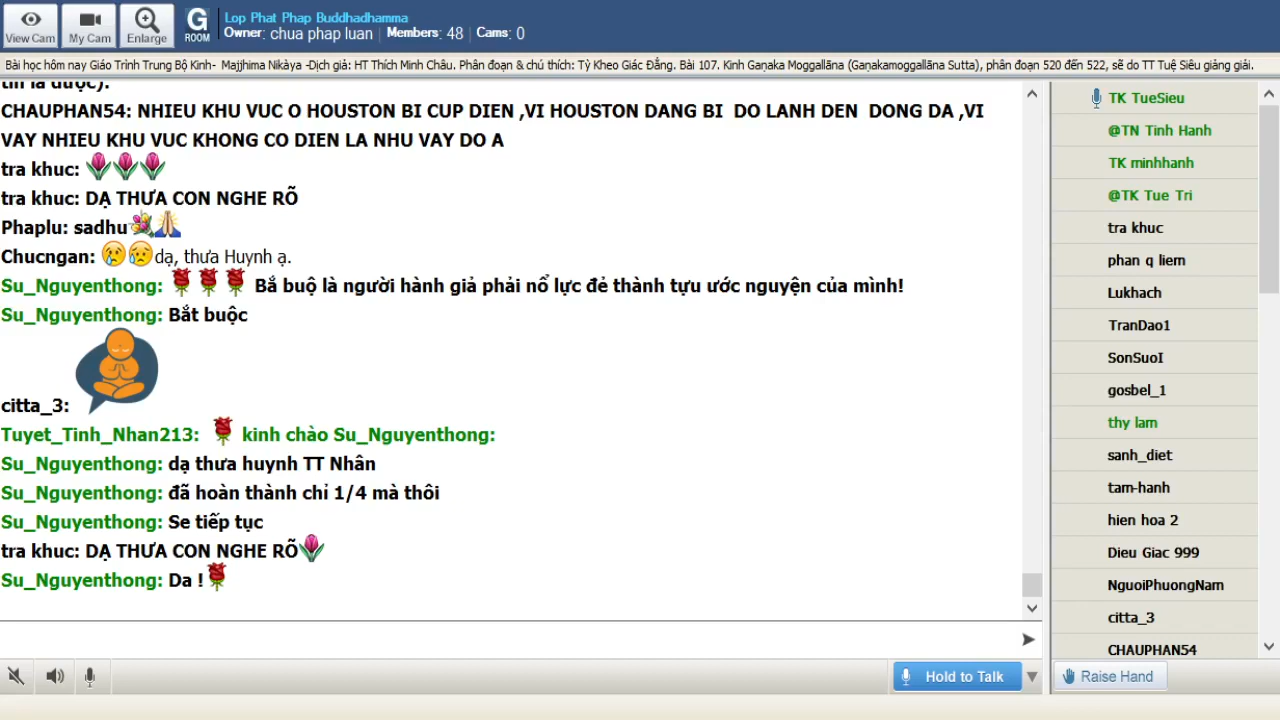 View Cam
My Cam
Enlarge
G
ROOM
Lop Phat Phap Buddhadhamma
Owner: chua phap luan | Members: 48 | Cams: 0
Bài học hôm nay Giáo Trình Trung Bộ Kinh- Majjhima Nikàya -Dịch giả: HT Thích Minh Châu. Phân đoạn & chú thích: Tỳ Kheo Giác Đẳng. Bài 107. Kinh Gaṇaka Moggallāna (Gaṇakamoggallāna Sutta), phân đoạn 520 đến 522, sẽ do TT Tuệ Siêu giảng giải.
tin là được).
CHAUPHAN54: NHIEU KHU VUC O HOUSTON BI CUP DIEN ,VI HOUSTON DANG BI DO LANH DEN DONG DA ,VI
VAY NHIEU KHU VUC KHONG CO DIEN LA NHU VAY DO A
tra khuc:
tra khuc: DẠ THƯA CON NGHE RÕ
Phaplu: sadhu
Chucngan: dạ, thưa Huynh ạ.
Su_Nguyenthong: Bắ buộ là người hành giả phải nổ lực đẻ thành tựu ước nguyện của mình!
Su_Nguyenthong: Bắt buộc
citta_3:
Tuyet_Tinh_Nhan213: kinh chào Su_Nguyenthong:
Su_Nguyenthong: dạ thưa huynh TT Nhân
Su_Nguyenthong: đã hoàn thành chỉ 1/4 mà thôi
Su_Nguyenthong: Se tiếp tục
tra khuc: DẠ THƯA CON NGHE RÕ
Su_Nguyenthong: Da !
TK TueSieu
@TN Tinh Hanh
TK minhhanh
@TK Tue Tri
tra khuc
phan q liem
Lukhach
TranDao1
SonSuoI
gosbel_1
thy lam
sanh_diet
tam-hanh
hien hoa 2
Dieu Giac 999
NguoiPhuongNam
citta_3
CHAUPHAN54
Hold to Talk
Raise Hand